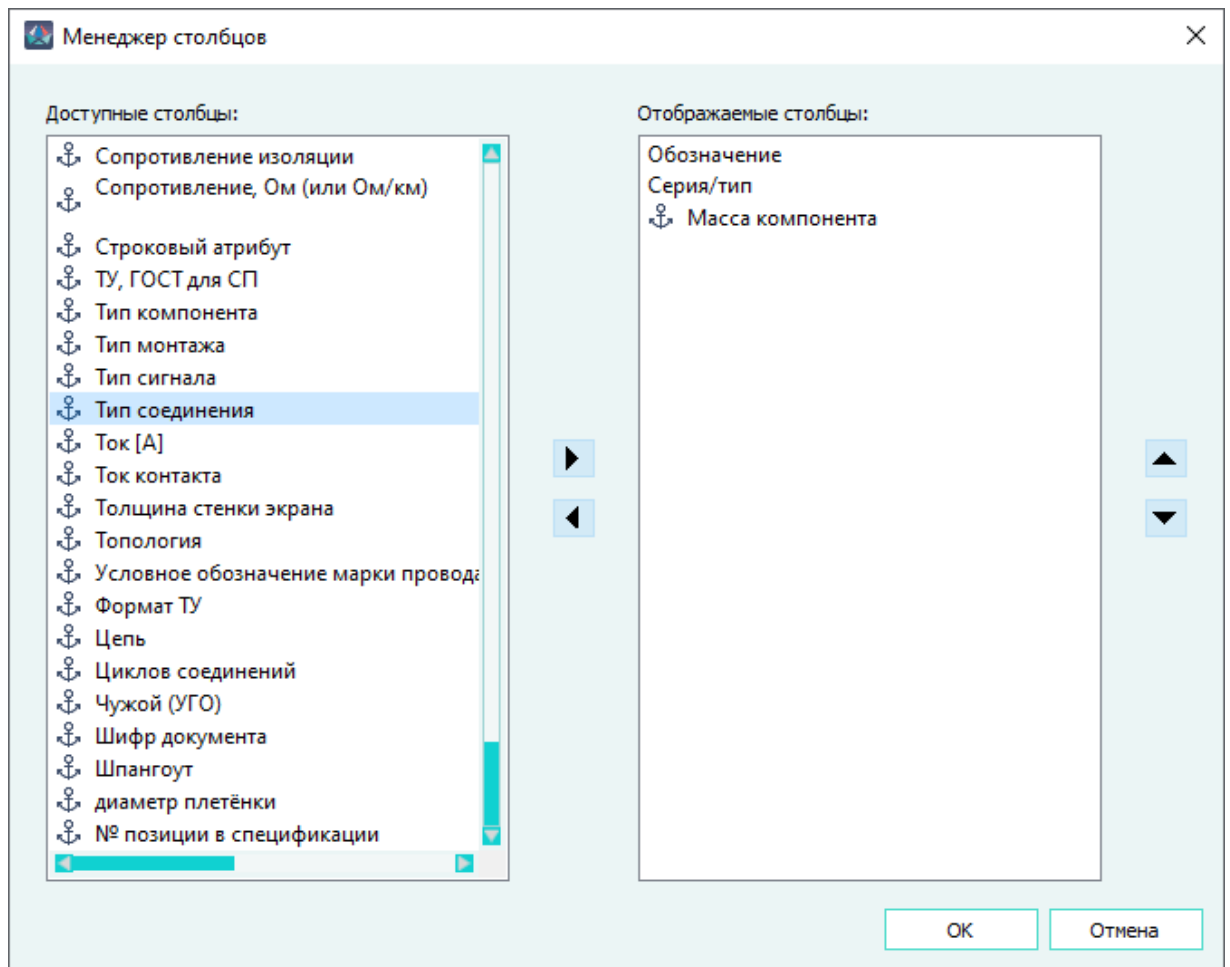 Менеджер столбцов
Доступные столбцы:
Сопротивление изоляции
Сопротивление, Ом (или Ом/км)
Строковый атрибут
ТУ, ГОСТ для СП
Тип компонента
Тип монтажа
Тип сигнала
Тип соединения
Ток [А]
Ток контакта
Толщина стенки экрана
Топология
Условное обозначение марки провода
Формат ТУ
Цепь
Циклов соединений
Чужой (УГО)
Шифр документа
Шпангоут
диаметр плетёнки
№ позиции в спецификации
Отображаемые столбцы:
Обозначение
Серия/тип
Масса компонента
ОК
Отмена